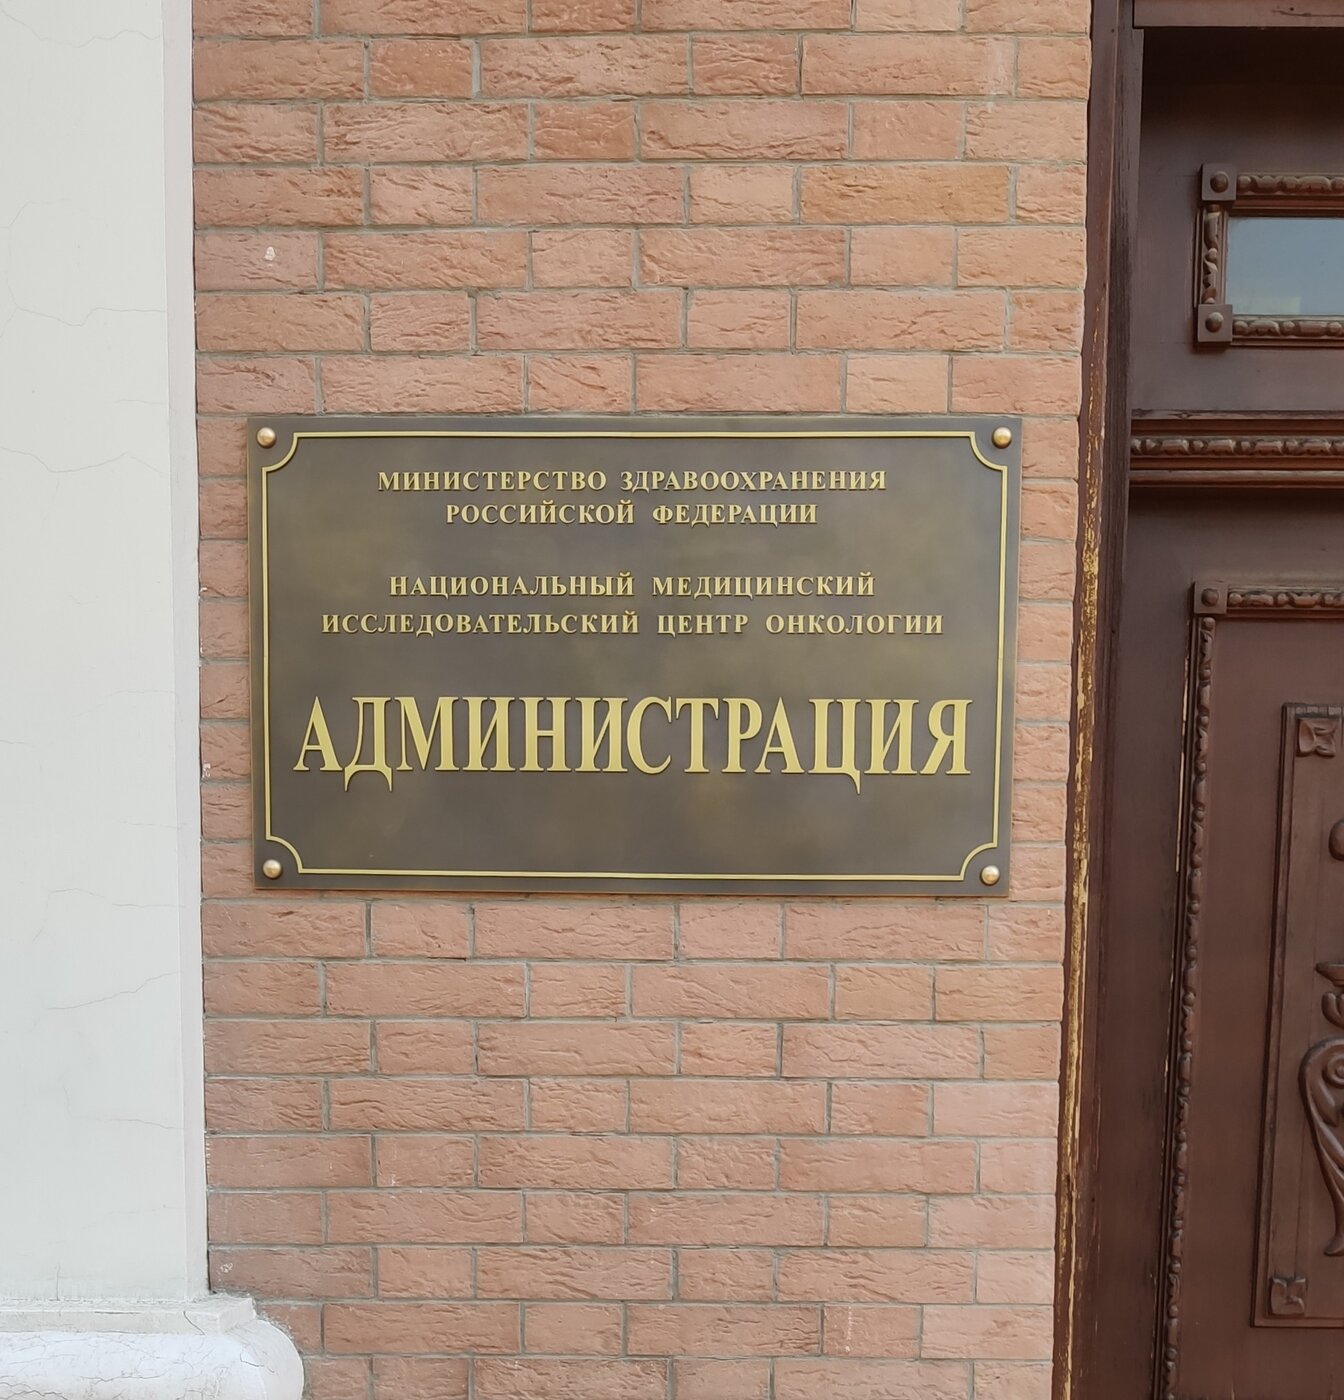 МИНИСТЕРСТВО ЗДРАВООХРАНЕНИЯ
РОССИЙСКОЙ ФЕДЕРАЦИИ
НАЦИОНАЛЬНЫЙ МЕДИЦИНСКИЙ
ИССЛЕДОВАТЕЛЬСКИЙ ЦЕНТР ОНКОЛОГИИ
АДМИНИСТРАЦИЯ